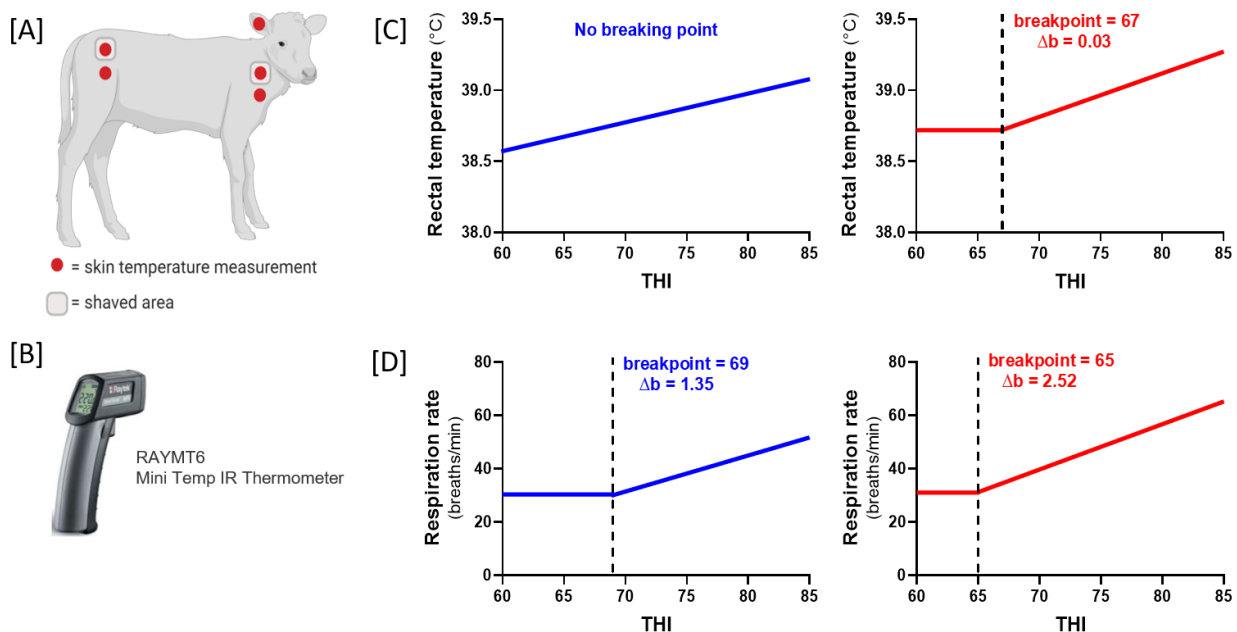 [A]
= skin temperature measurement
= shaved area
[B]
Raytek
RAYMT6
Mini Temp IR Thermometer
[C]
Rectal temperature (°C)
39.5
39.0
38.5
38.0
No breaking point
60 65 70 75 80 85
THI
Rectal temperature (°C)
39.5
39.0
38.5
38.0
breakpoint = 67
Δb = 0.03
60 65 70 75 80 85
THI
[D]
Respiration rate
(breaths/min)
80
60
40
20
0
breakpoint = 69
Δb = 1.35
60 65 70 75 80 85
THI
Respiration rate
(breaths/min)
80
60
40
20
0
breakpoint = 65
Δb = 2.52
60 65 70 75 80 85
THI